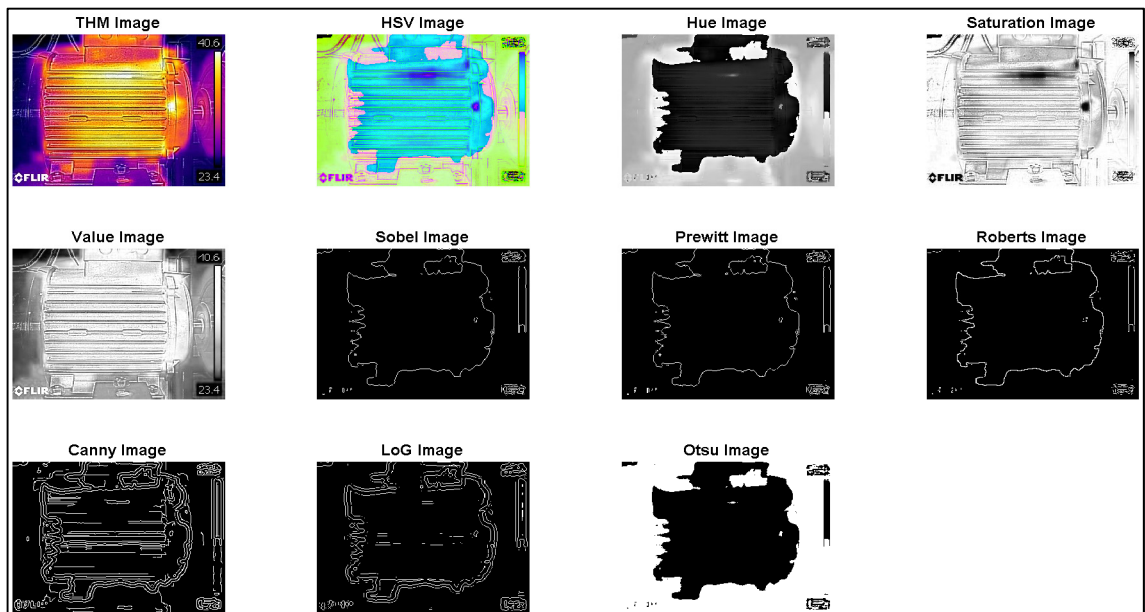 THM Image
HSV Image
Hue Image
Saturation Image
40.6
FLIR
23.4
FLIR
FLIR
Value Image
Sobel Image
Prewitt Image
Roberts Image
40.6
FLIR
23.4
Canny Image
LoG Image
Otsu Image